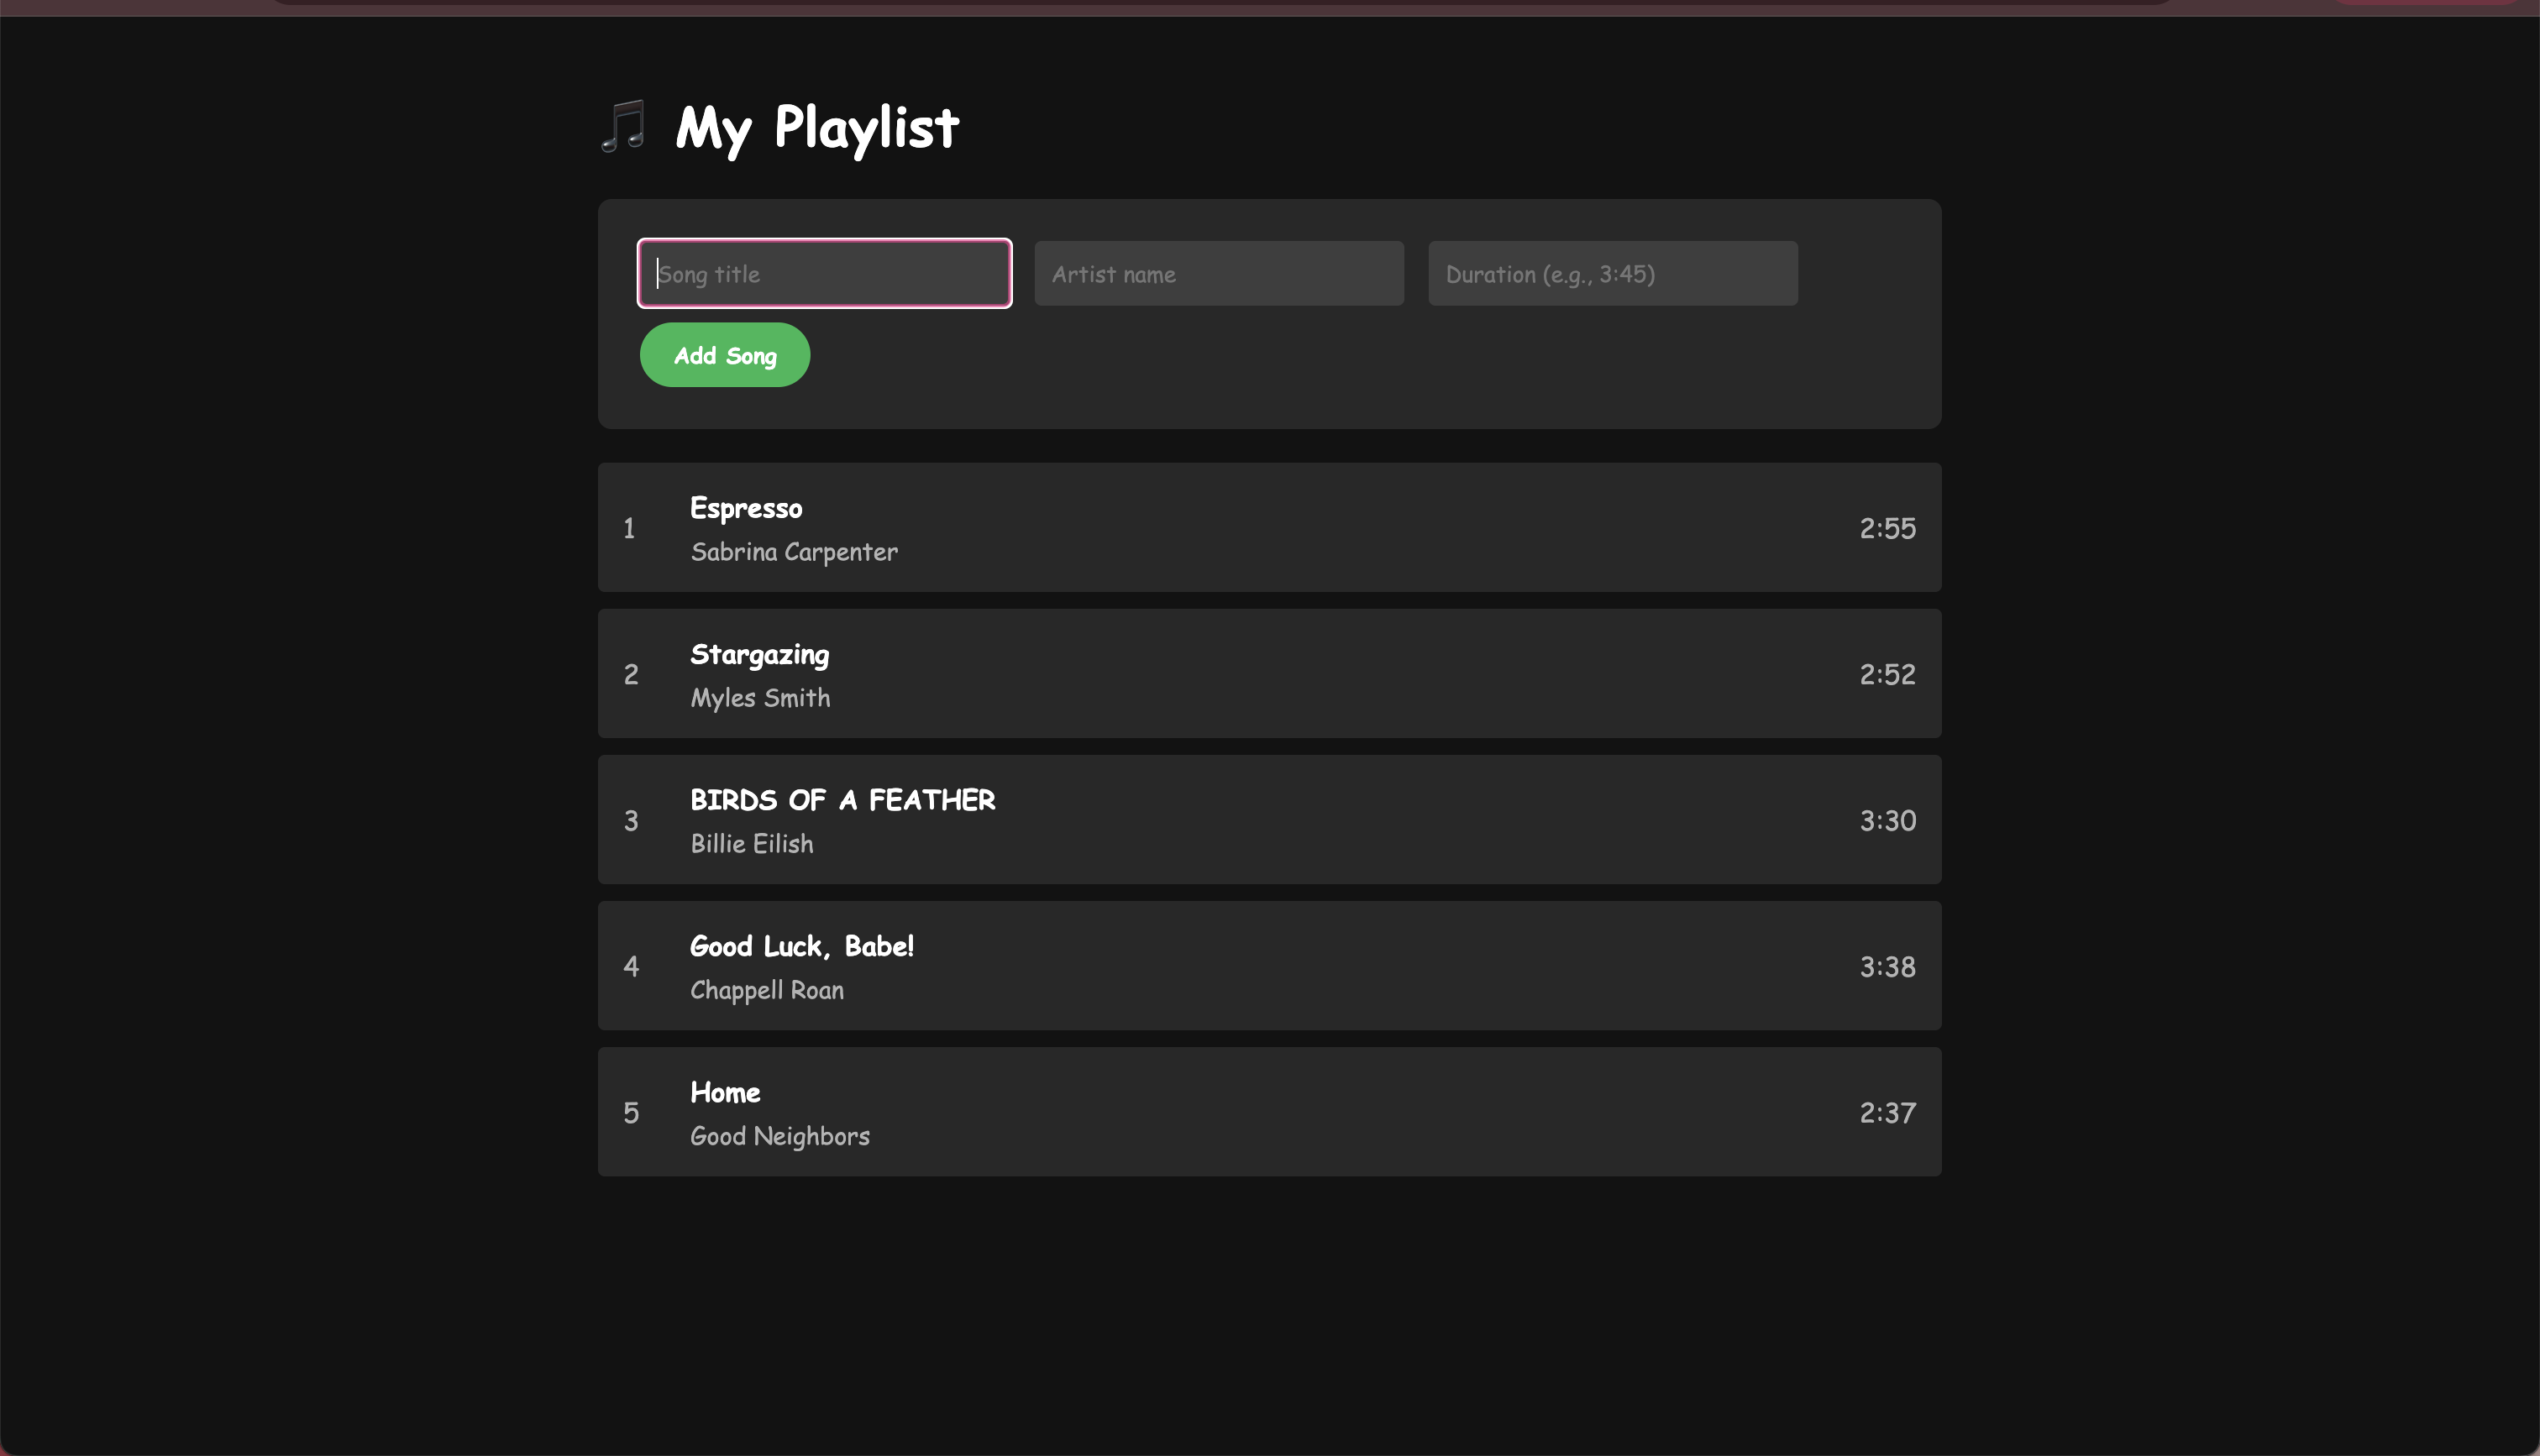 🎵 My Playlist
Song title
Artist name
Duration (e.g., 3:45)
Add Song
1
Espresso
Sabrina Carpenter
2:55
2
Stargazing
Myles Smith
2:52
3
BIRDS OF A FEATHER
Billie Eilish
3:30
4
Good Luck, Babe!
Chappell Roan
3:38
5
Home
Good Neighbors
2:37